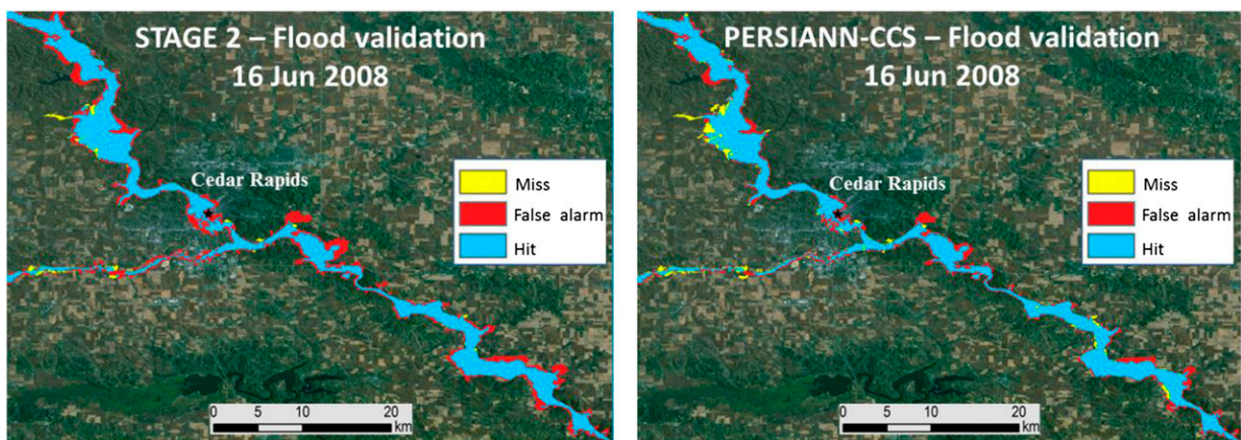 STAGE 2 – Flood validation
16 Jun 2008
Cedar Rapids
Miss
False alarm
Hit
0 5 10 20
km
PERSIANN-CCS – Flood validation
16 Jun 2008
Cedar Rapids
Miss
False alarm
Hit
0 5 10 20
km